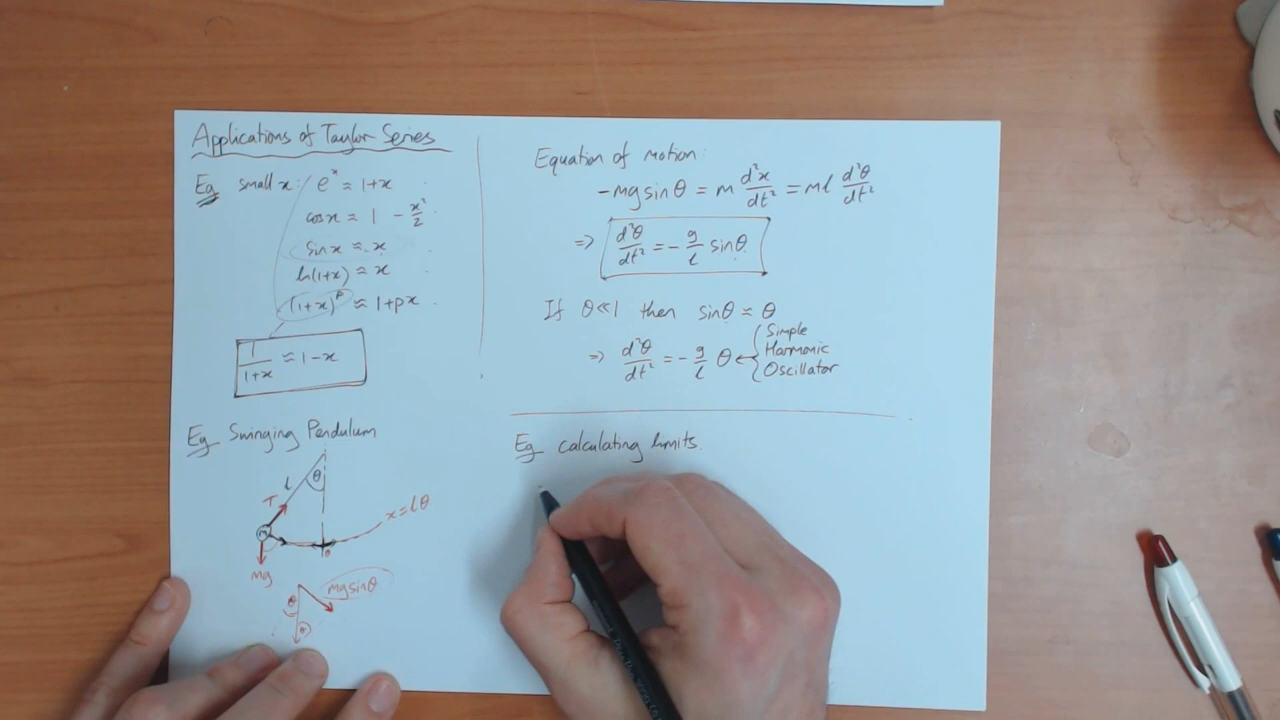 Applications of Taylor Series
Eg small x: eˣ ≈ 1+x
cos x ≈ 1 - x²/2
sin x ≈ x
ln(1+x) ≈ x
(1+x)ᵖ ≈ 1+px
1/(1+x) ≈ 1-x
Eg Swinging Pendulum
θ
l
T
m
x = lθ
0
mg
mg sinθ
θ
θ
Equation of motion:
-mg sinθ = m d²x/dt² = ml d²θ/dt²
=> d²θ/dt² = - g/l sinθ
If θ≪1 then sinθ ≈ θ
=> d²θ/dt² = - g/l θ ← { Simple
Harmonic
Oscillator
Eg calculating limits.